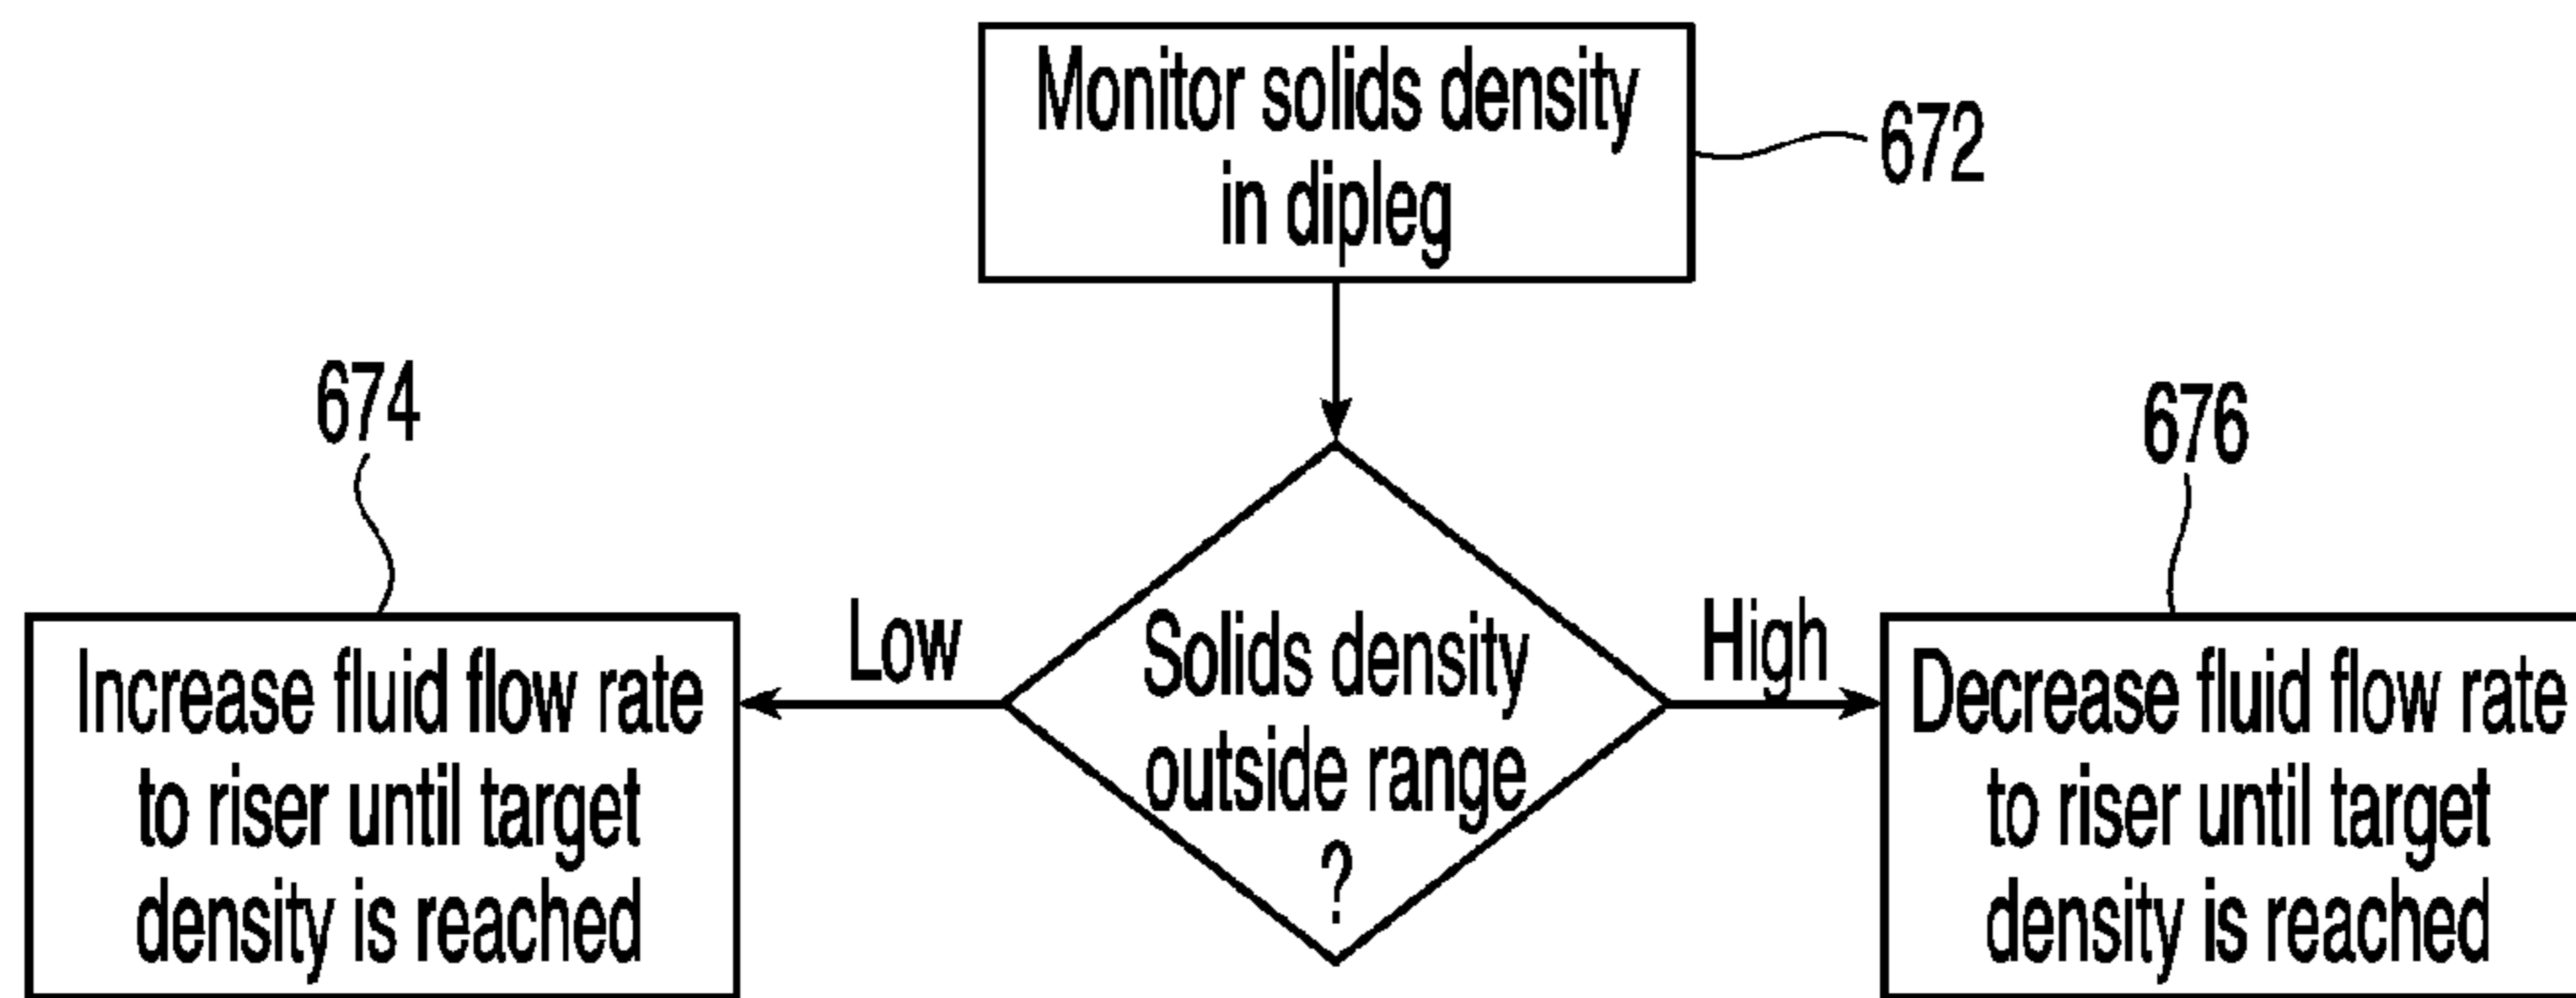 Monitor solids density
in dipleg
672
674
676
Low
High
Increase fluid flow rate
to riser until target
density is reached
Solids density
outside range
?
Decrease fluid flow rate
to riser until target
density is reached